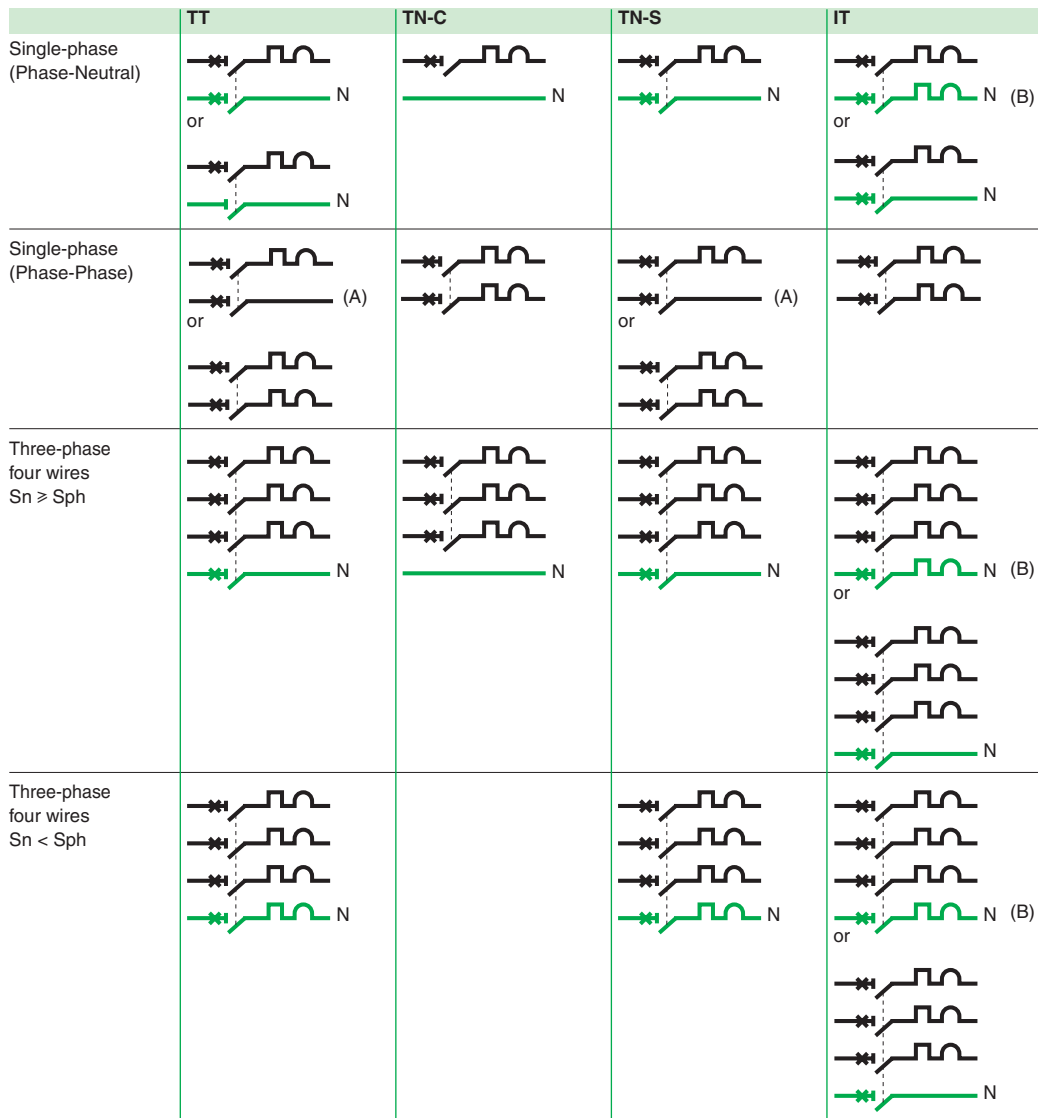 TT TN-C TN-S IT
Single-phase
(Phase-Neutral)
N N N N (B)
or or
N N
Single-phase
(Phase-Phase)
(A) (A)
or or
Three-phase
four wires
Sn ≥ Sph
N N N N (B)
or
N
Three-phase
four wires
Sn < Sph
N N N (B)
or
N